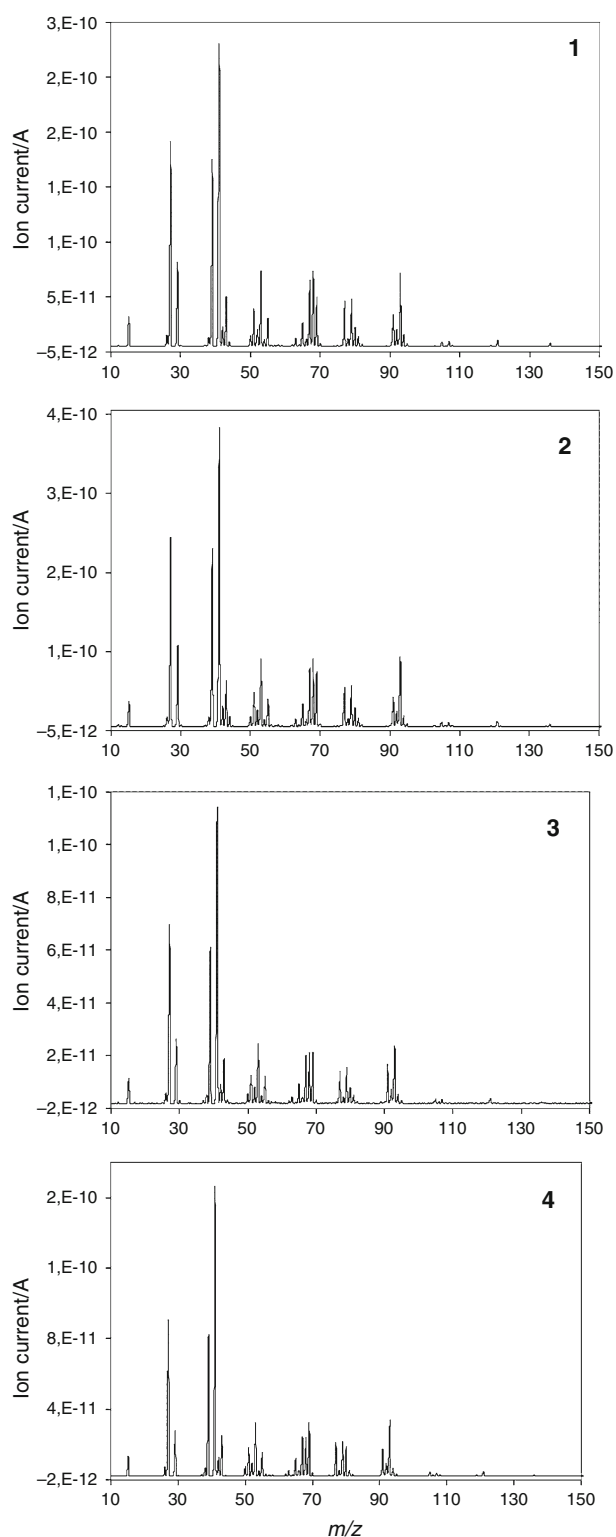 3,E-10
1
2,E-10
2,E-10
1,E-10
1,E-10
5,E-11
–5,E-12
Ion current/A
10 30 50 70 90 110 130 150
4,E-10
2
3,E-10
2,E-10
1,E-10
–5,E-12
Ion current/A
10 30 50 70 90 110 130 150
1,E-10
3
8,E-11
6,E-11
4,E-11
2,E-11
–2,E-12
Ion current/A
10 30 50 70 90 110 130 150
4
2,E-10
1,E-10
8,E-11
4,E-11
–2,E-12
Ion current/A
10 30 50 70 90 110 130 150
m/z